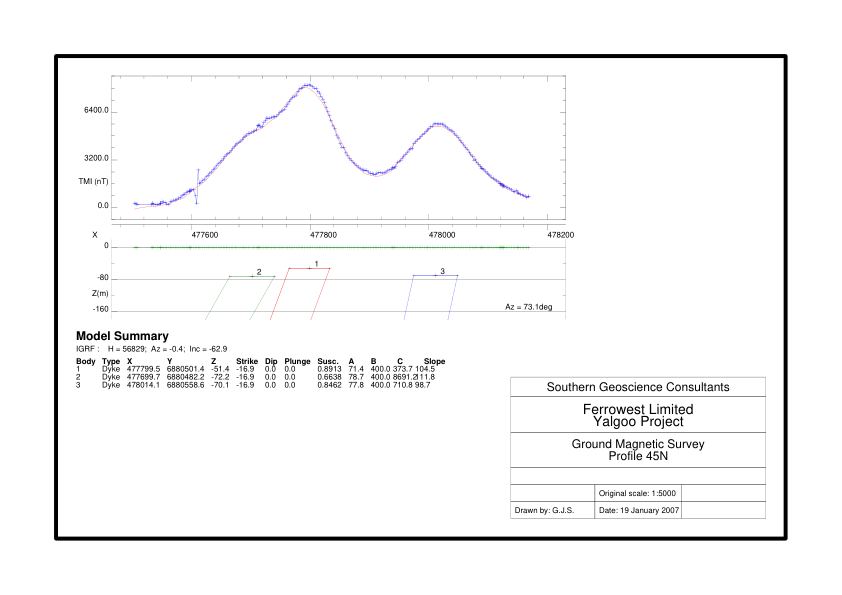 6400.0
3200.0
TMI (nT)
0.0
X 477600 477800 478000 478200
0
1
2
3
-80
Z(m)
-160
Az = 73.1deg
Model Summary
IGRF : H = 56829; Az = -0.4; Inc = -62.9
Body Type X Y Z Strike Dip Plunge Susc. A B C Slope
1 Dyke 477799.5 6880501.4 -51.4 -16.9 0.0 0.0 0.8913 71.4 400.0 373.7 104.5
2 Dyke 477699.7 6880482.2 -72.2 -16.9 0.0 0.0 0.6638 78.7 400.0 8691.2 111.8
3 Dyke 478014.1 6880558.6 -70.1 -16.9 0.0 0.0 0.8462 77.8 400.0 710.8 98.7
Southern Geoscience Consultants
Ferrowest Limited
Yalgoo Project
Ground Magnetic Survey
Profile 45N
Original scale: 1:5000
Drawn by: G.J.S. Date: 19 January 2007